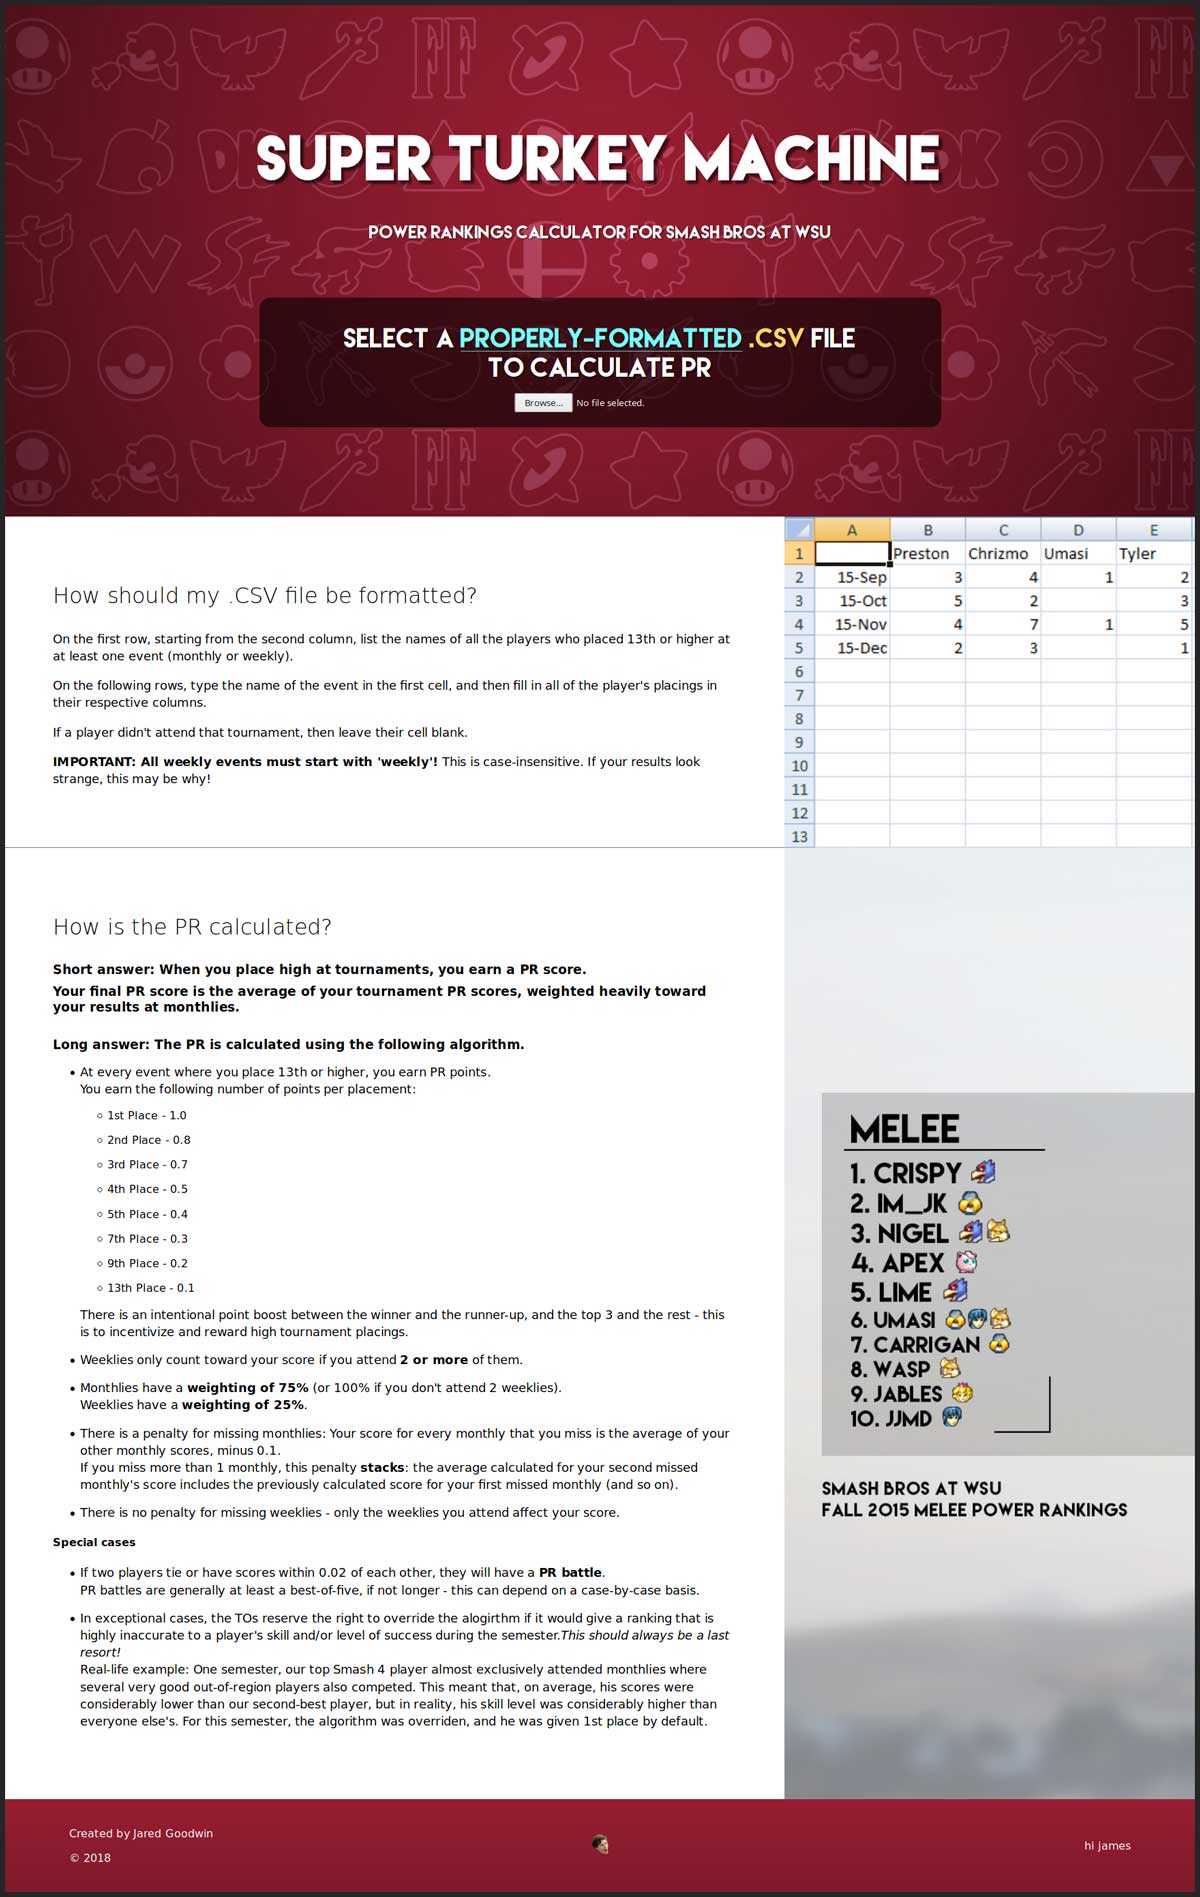 SUPER TURKEY MACHINE
POWER RANKINGS CALCULATOR FOR SMASH BROS AT WSU
SELECT A PROPERLY-FORMATTED .CSV FILE
TO CALCULATE PR
Browse... No file selected.
How should my .CSV file be formatted?
On the first row, starting from the second column, list the names of all the players who placed 13th or higher at
at least one event (monthly or weekly).
On the following rows, type the name of the event in the first cell, and then fill in all of the player's placings in
their respective columns.
If a player didn't attend that tournament, then leave their cell blank.
IMPORTANT: All weekly events must start with 'weekly'! This is case-insensitive. If your results look
strange, this may be why!
A B C D E
1 Preston Chrizmo Umasi Tyler
2 15-Sep 3 4 1 2
3 15-Oct 5 2 3
4 15-Nov 4 7 1 5
5 15-Dec 2 3 1
6
7
8
9
10
11
12
13
How is the PR calculated?
Short answer: When you place high at tournaments, you earn a PR score.
Your final PR score is the average of your tournament PR scores, weighted heavily toward
your results at monthlies.
Long answer: The PR is calculated using the following algorithm.
• At every event where you place 13th or higher, you earn PR points.
You earn the following number of points per placement:
◦ 1st Place - 1.0
◦ 2nd Place - 0.8
◦ 3rd Place - 0.7
◦ 4th Place - 0.5
◦ 5th Place - 0.4
◦ 7th Place - 0.3
◦ 9th Place - 0.2
◦ 13th Place - 0.1
There is an intentional point boost between the winner and the runner-up, and the top 3 and the rest - this
is to incentivize and reward high tournament placings.
• Weeklies only count toward your score if you attend 2 or more of them.
• Monthlies have a weighting of 75% (or 100% if you don't attend 2 weeklies).
Weeklies have a weighting of 25%.
• There is a penalty for missing monthlies: Your score for every monthly that you miss is the average of your
other monthly scores, minus 0.1.
If you miss more than 1 monthly, this penalty stacks: the average calculated for your second missed
monthly's score includes the previously calculated score for your first missed monthly (and so on).
• There is no penalty for missing weeklies - only the weeklies you attend affect your score.
Special cases
• If two players tie or have scores within 0.02 of each other, they will have a PR battle.
PR battles are generally at least a best-of-five, if not longer - this can depend on a case-by-case basis.
• In exceptional cases, the TOs reserve the right to override the alogirthm if it would give a ranking that is
highly inaccurate to a player's skill and/or level of success during the semester.This should always be a last
resort!
Real-life example: One semester, our top Smash 4 player almost exclusively attended monthlies where
several very good out-of-region players also competed. This meant that, on average, his scores were
considerably lower than our second-best player, but in reality, his skill level was considerably higher than
everyone else's. For this semester, the algorithm was overriden, and he was given 1st place by default.
MELEE
1. CRISPY
2. IM_JK
3. NIGEL
4. APEX
5. LIME
6. UMASI
7. CARRIGAN
8. WASP
9. JABLES
10. JJMD
SMASH BROS AT WSU
FALL 2015 MELEE POWER RANKINGS
Created by Jared Goodwin
© 2018
hi james